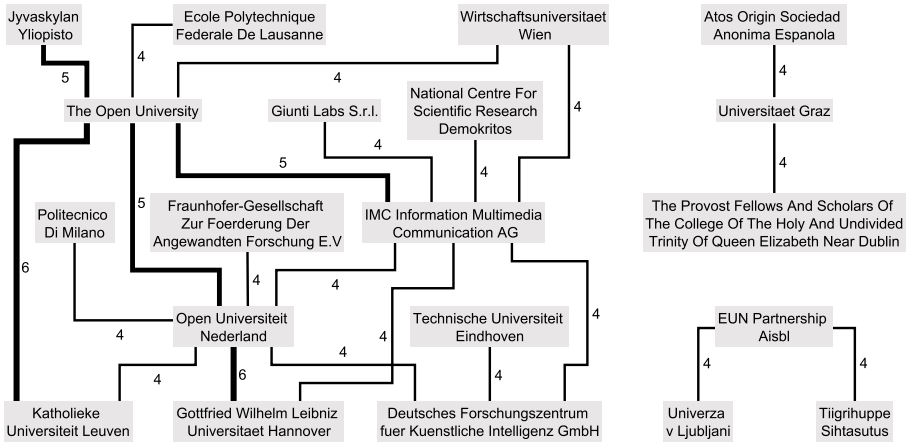 Jyvaskylan
Yliopisto
Ecole Polytechnique
Federale De Lausanne
Wirtschaftsuniversitaet
Wien
Atos Origin Sociedad
Anonima Espanola
4
5
4
4
4
The Open University
Giunti Labs S.r.l.
National Centre For
Scientific Research
Demokritos
Universitaet Graz
4
5
4
4
5
Politecnico
Di Milano
Fraunhofer-Gesellschaft
Zur Foerderung Der
Angewandten Forschung E.V
IMC Information Multimedia
Communication AG
The Provost Fellows And Scholars Of
The College Of The Holy And Undivided
Trinity Of Queen Elizabeth Near Dublin
6
4
4
4
Open Universiteit
Nederland
Technische Universiteit
Eindhoven
EUN Partnership
Aisbl
4
4
4
6
4
4
4
4
Katholieke
Universiteit Leuven
Gottfried Wilhelm Leibniz
Universitaet Hannover
Deutsches Forschungszentrum
fuer Kuenstliche Intelligenz GmbH
Univerza
v Ljubljani
Tiigrihuppe
Sihtasutus